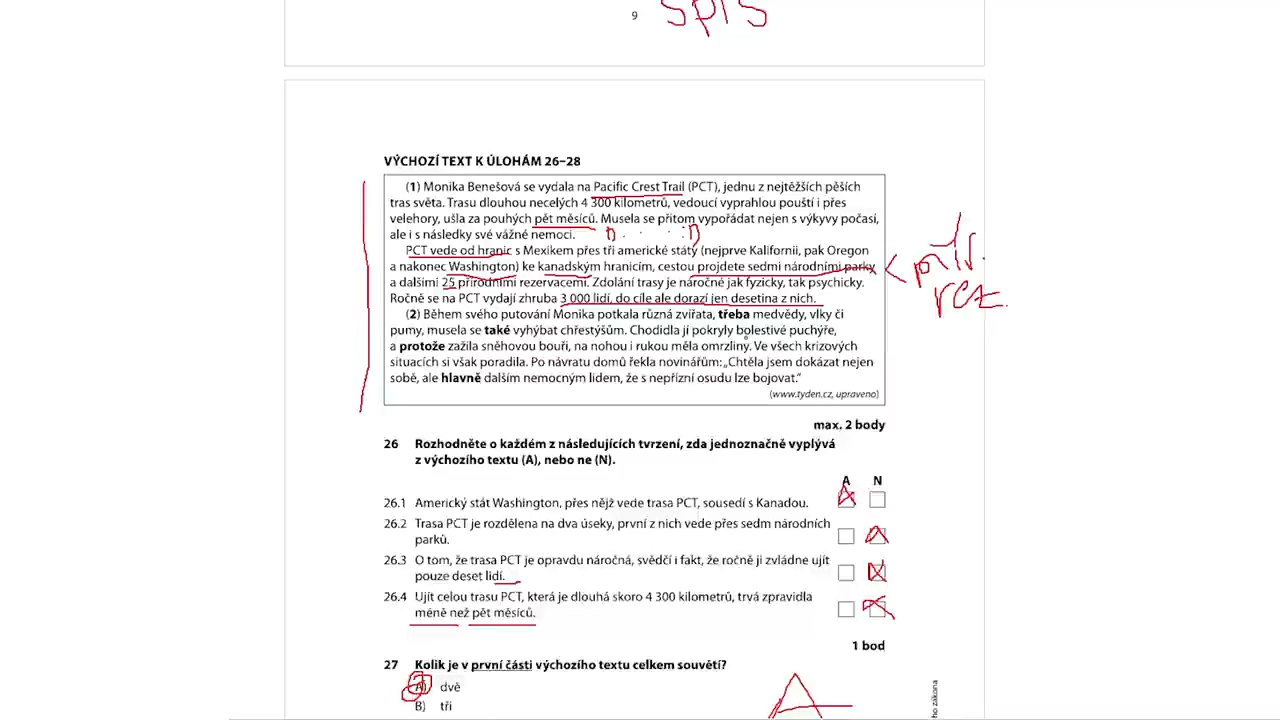 spis
9
VÝCHOZÍ TEXT K ÚLOHÁM 26–28
(1) Monika Benešová se vydala na Pacific Crest Trail (PCT), jednu z nejtěžších pěších
tras světa. Trasu dlouhou necelých 4 300 kilometrů, vedoucí vyprahlou pouští i přes
velehory, ušla za pouhých pět měsíců. Musela se přitom vypořádat nejen s výkyvy počasí,
ale i s následky své vážné nemoci.
PCT vede od hranic s Mexikem přes tři americké státy (nejprve Kalifornii, pak Oregon
a nakonec Washington) ke kanadským hranicím, cestou projdete sedmi národními parky
a dalšími 25 přírodními rezervacemi. Zdolání trasy je náročné jak fyzicky, tak psychicky.
Ročně se na PCT vydají zhruba 3 000 lidí, do cíle ale dorazí jen desetina z nich.
(2) Během svého putování Monika potkala různá zvířata, třeba medvědy, vlky či
pumy, musela se také vyhýbat chřestýšům. Chodidla jí pokryly bolestivé puchýře,
a protože zažila sněhovou bouři, na nohou i rukou měla omrzliny. Ve všech krizových
situacích si však poradila. Po návratu domů řekla novinářům: „Chtěla jsem dokázat nejen
sobě, ale hlavně dalším nemocným lidem, že s nepřízní osudu lze bojovat.“
(www.tyden.cz, upraveno)
přír.
rez.
max. 2 body
26 Rozhodněte o každém z následujících tvrzení, zda jednoznačně vyplývá
z výchozího textu (A), nebo ne (N).
A N
26.1 Americký stát Washington, přes nějž vede trasa PCT, sousedí s Kanadou.
26.2 Trasa PCT je rozdělena na dva úseky, první z nich vede přes sedm národních
parků.
26.3 O tom, že trasa PCT je opravdu náročná, svědčí i fakt, že ročně ji zvládne ujít
pouze deset lidí.
26.4 Ujít celou trasu PCT, která je dlouhá skoro 4 300 kilometrů, trvá zpravidla
méně než pět měsíců.
1 bod
27 Kolik je v první části výchozího textu celkem souvětí?
A) dvě
B) tři
A
ho zákona